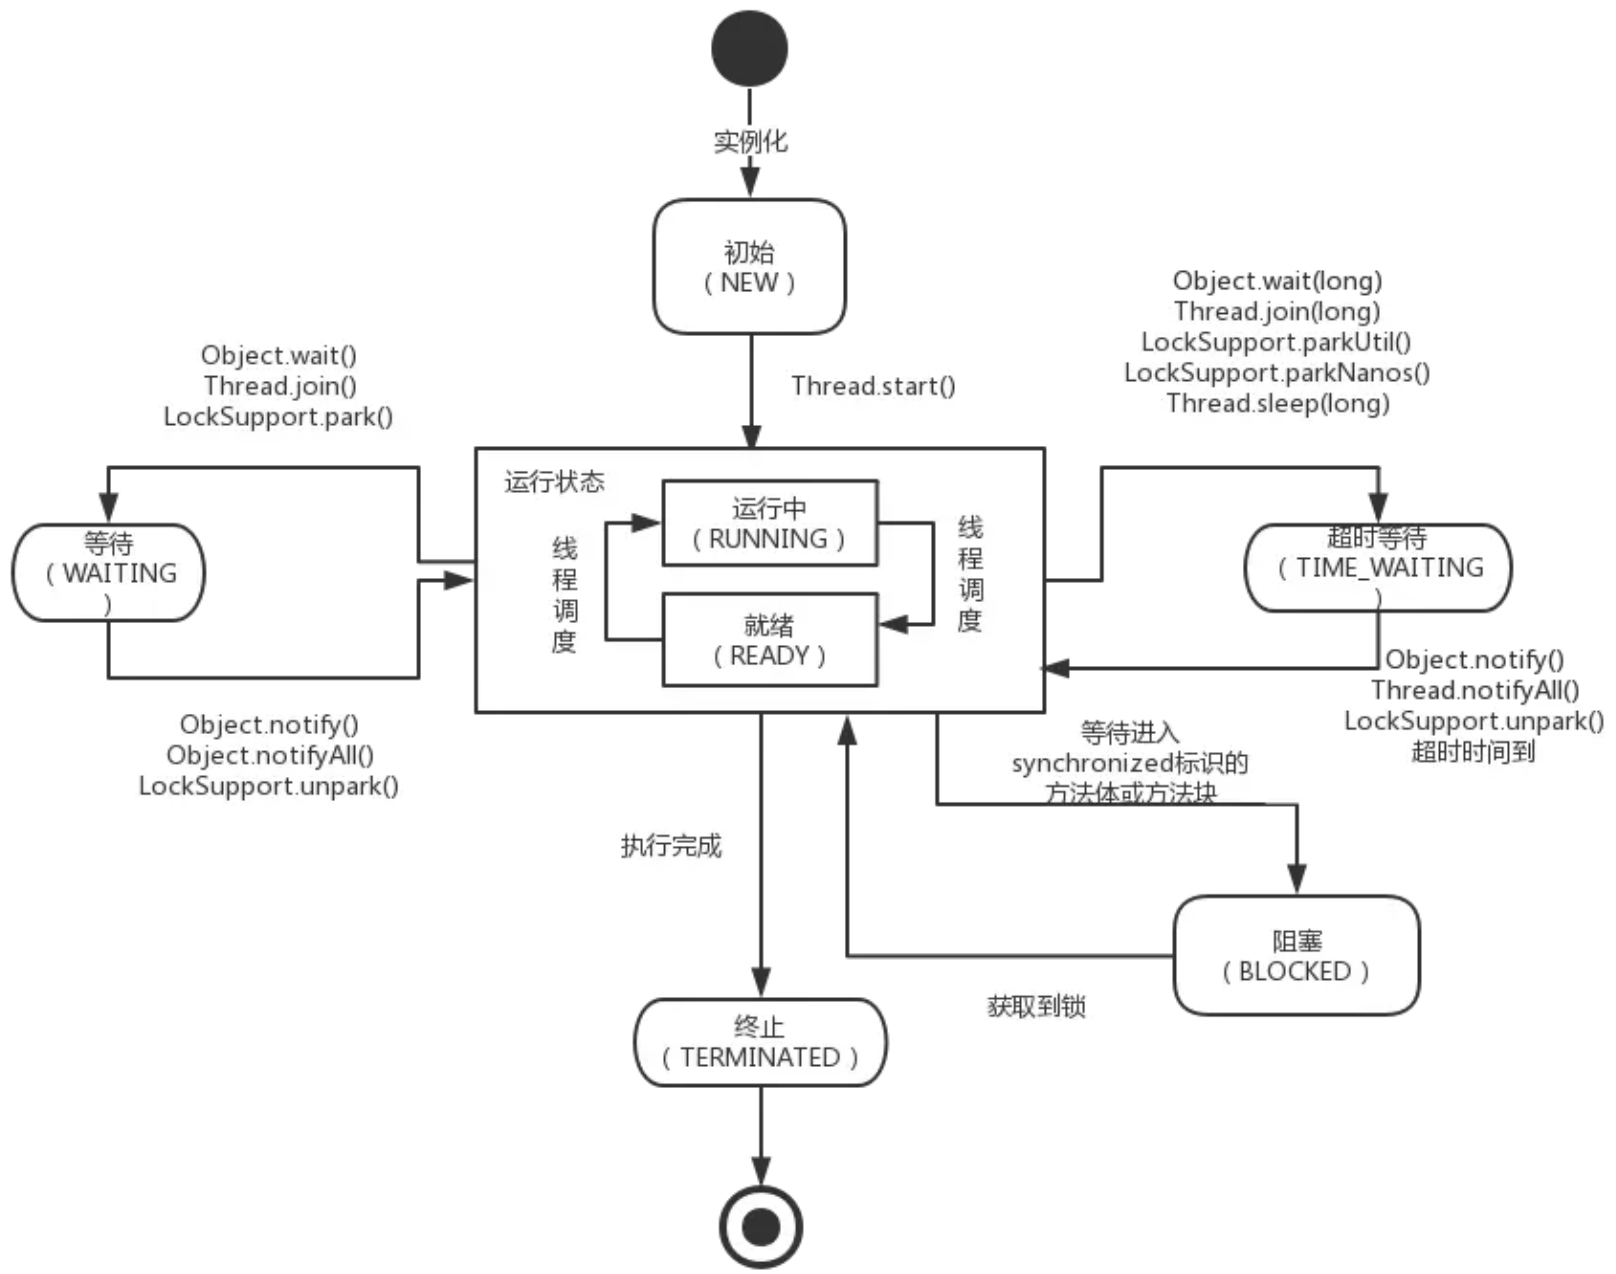 实例化
初始
（NEW）
Thread.start()
Object.wait()
Thread.join()
LockSupport.park()
Object.wait(long)
Thread.join(long)
LockSupport.parkUtil()
LockSupport.parkNanos()
Thread.sleep(long)
等待
（WAITING
）
运行状态
线
程
调
度
运行中
（RUNNING）
就绪
（READY）
线
程
调
度
超时等待
（TIME_WAITING
）
Object.notify()
Object.notifyAll()
LockSupport.unpark()
Object.notify()
Thread.notifyAll()
LockSupport.unpark()
超时时间到
等待进入
synchronized标识的
方法体或方法块
执行完成
阻塞
（BLOCKED）
获取到锁
终止
（TERMINATED）